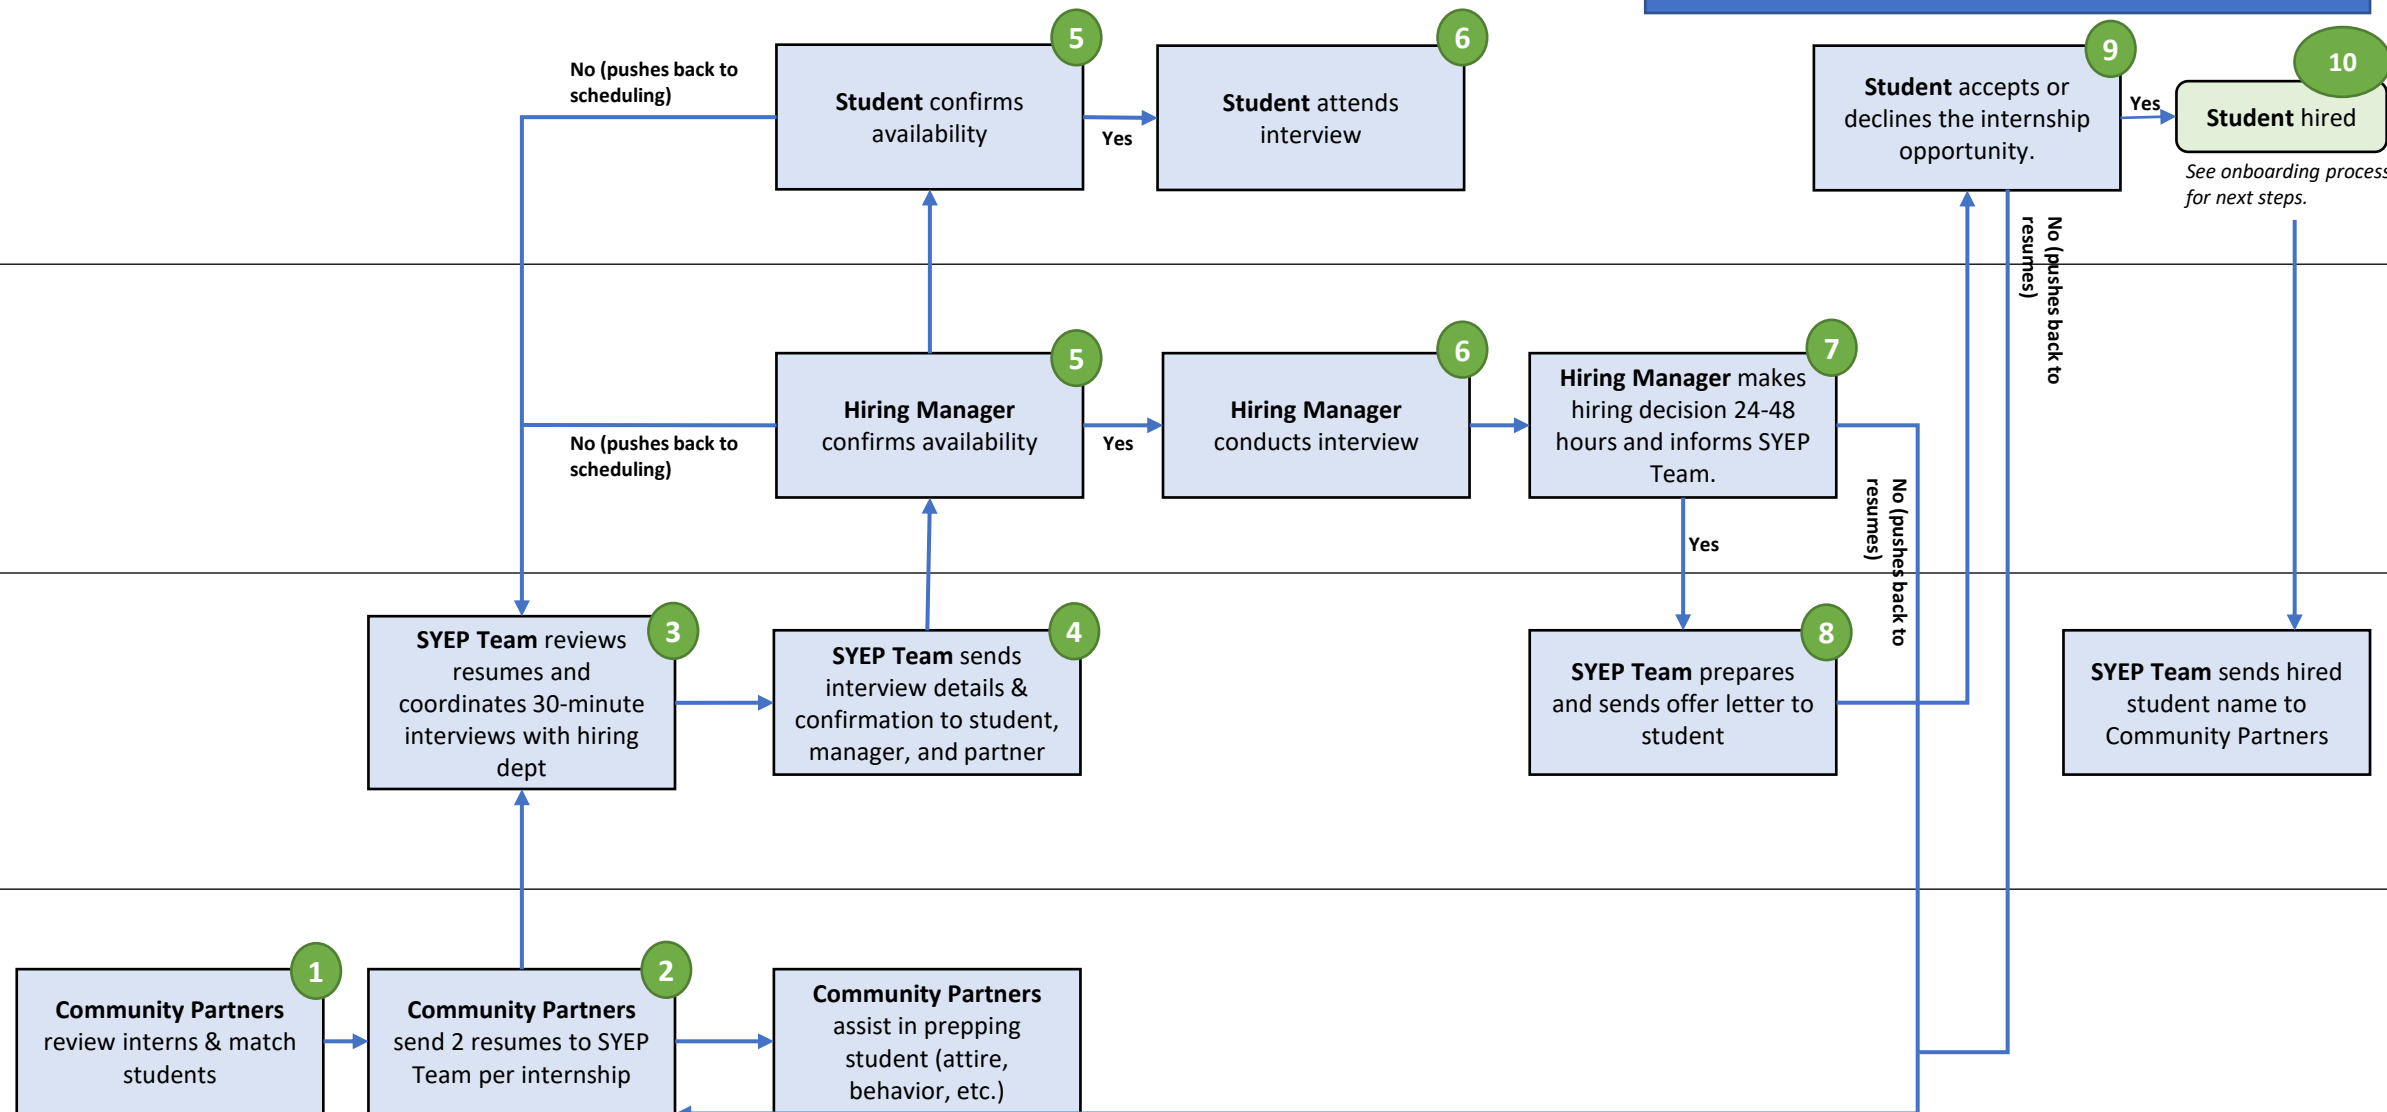 5
6
9
10
No (pushes back to
scheduling)
Student confirms
availability
Yes
Student attends
interview
Student accepts or
declines the internship
opportunity.
Yes
Student hired
See onboarding process
for next steps.
No (pushes back to
resumes)
5
6
7
Hiring Manager
confirms availability
No (pushes back to
scheduling)
Yes
Hiring Manager
conducts interview
Hiring Manager makes
hiring decision 24-48
hours and informs SYEP
Team.
No (pushes back to
resumes)
Yes
3
4
8
SYEP Team reviews
resumes and
coordinates 30-minute
interviews with hiring
dept
SYEP Team sends
interview details &
confirmation to student,
manager, and partner
SYEP Team prepares
and sends offer letter to
student
SYEP Team sends hired
student name to
Community Partners
1
2
Community Partners
review interns & match
students
Community Partners
send 2 resumes to SYEP
Team per internship
Community Partners
assist in prepping
student (attire,
behavior, etc.)